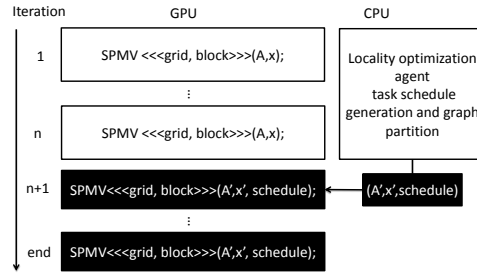 Iteration GPU CPU
1 SPMV <<<grid, block>>>(A,x);
Locality optimization
agent
task schedule
generation and graph
partition
⋮
n SPMV <<<grid, block>>>(A,x);
n+1 SPMV<<<grid, block>>>(A',x', schedule); (A',x',schedule)
⋮
end SPMV<<<grid, block>>>(A',x', schedule);